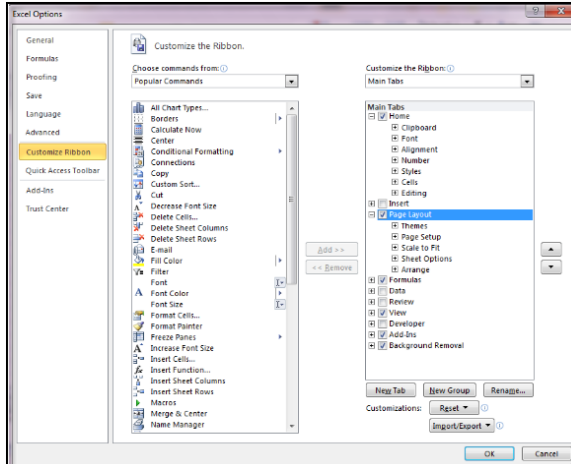 Excel Options
General
Formulas
Proofing
Save
Language
Advanced
Customize Ribbon
Quick Access Toolbar
Add-Ins
Trust Center
Customize the Ribbon.
Choose commands from:
Popular Commands
All Chart Types...
Borders
Calculate Now
Center
Conditional Formatting
Connections
Copy
Custom Sort...
Cut
Decrease Font Size
Delete Cells...
Delete Sheet Columns
Delete Sheet Rows
E-mail
Fill Color
Filter
Font
Font Color
Font Size
Format Cells...
Format Painter
Freeze Panes
Increase Font Size
Insert Cells...
Insert Function...
Insert Sheet Columns
Insert Sheet Rows
Macros
Merge & Center
Name Manager
Add >>
<< Remove
Customize the Ribbon:
Main Tabs
Main Tabs
Home
Clipboard
Font
Alignment
Number
Styles
Cells
Editing
Insert
Page Layout
Themes
Page Setup
Scale to Fit
Sheet Options
Arrange
Formulas
Data
Review
View
Developer
Add-Ins
Background Removal
New Tab
New Group
Rename...
Customizations:
Reset
Import/Export
OK
Cancel